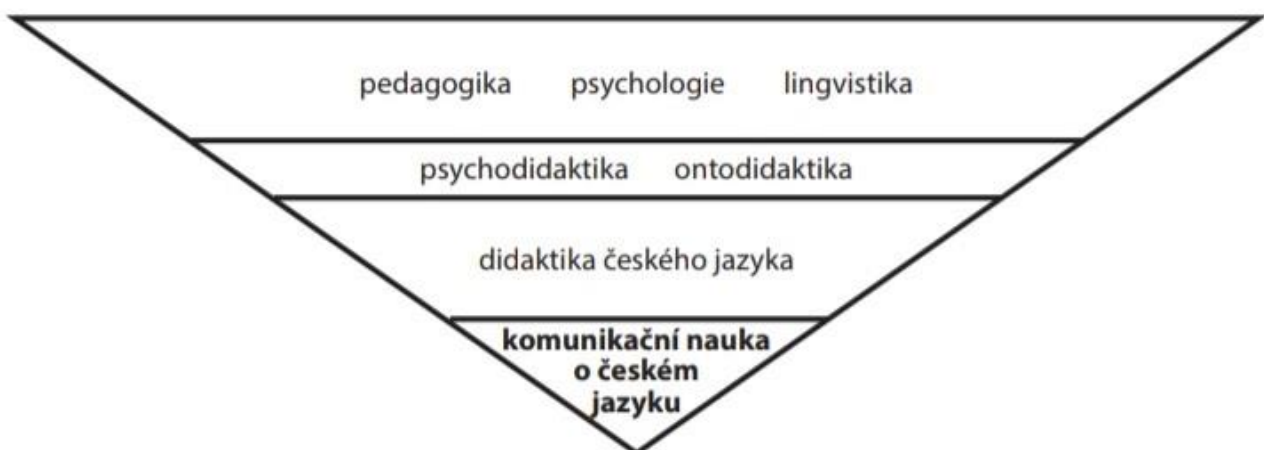 pedagogika psychologie lingvistika
psychodidaktika ontodidaktika
didaktika českého jazyka
komunikační nauka
o českém
jazyku